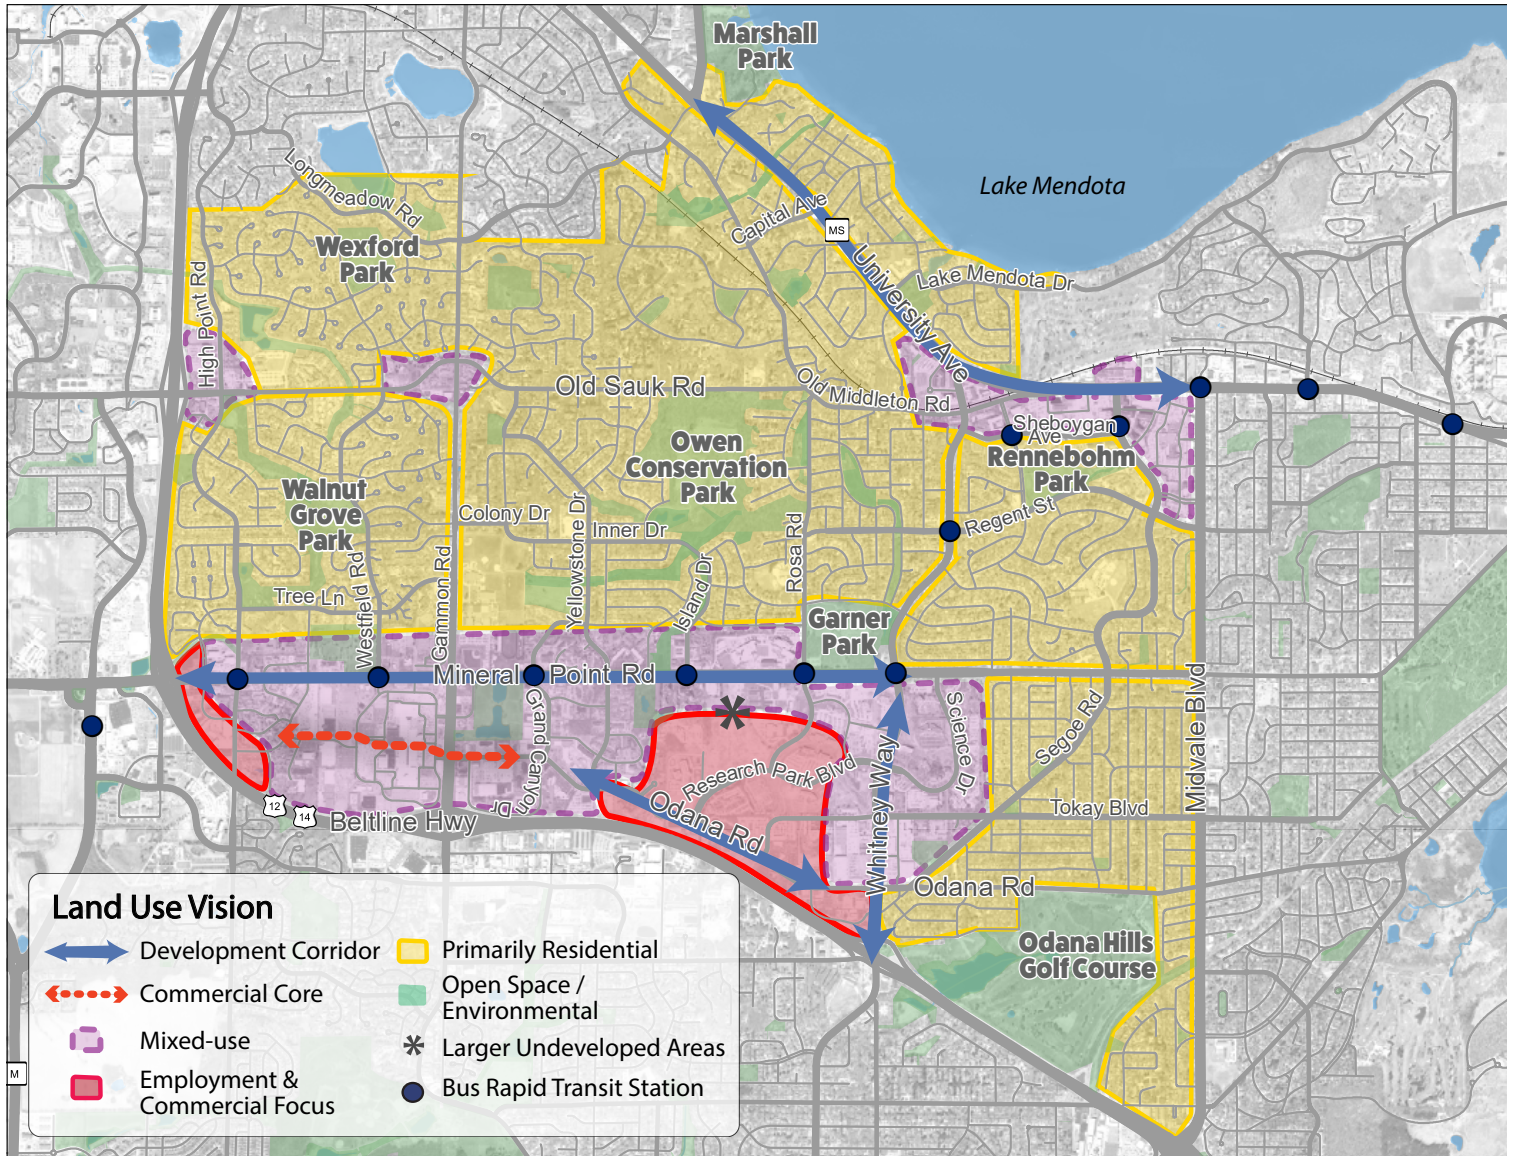 Marshall
Park
Lake Mendota
Longmeadow Rd
Capital Ave
MS
Wexford
Park
High Point Rd
University Ave
Lake Mendota Dr
Old Sauk Rd
Old Middleton Rd
Sheboygan
Ave
Owen
Conservation
Park
Rennebohm
Park
Walnut
Grove
Park
Colony Dr
Yellowstone Dr
Inner Dr
Rosa Rd
Regent St
Westfield Rd
Gammon Rd
Island Dr
Tree Ln
Garner
Park
Mineral Point Rd
Grand Canyon Dr
Science Dr
Segoe Rd
Midvale Blvd
Research Park Blvd
Whitney Way
Odana Rd
Tokay Blvd
12
14
Beltline Hwy
Odana Rd
Odana Hills
Golf Course
M
Land Use Vision
Development Corridor
Commercial Core
Mixed-use
Employment &
Commercial Focus
Primarily Residential
Open Space /
Environmental
Larger Undeveloped Areas
Bus Rapid Transit Station